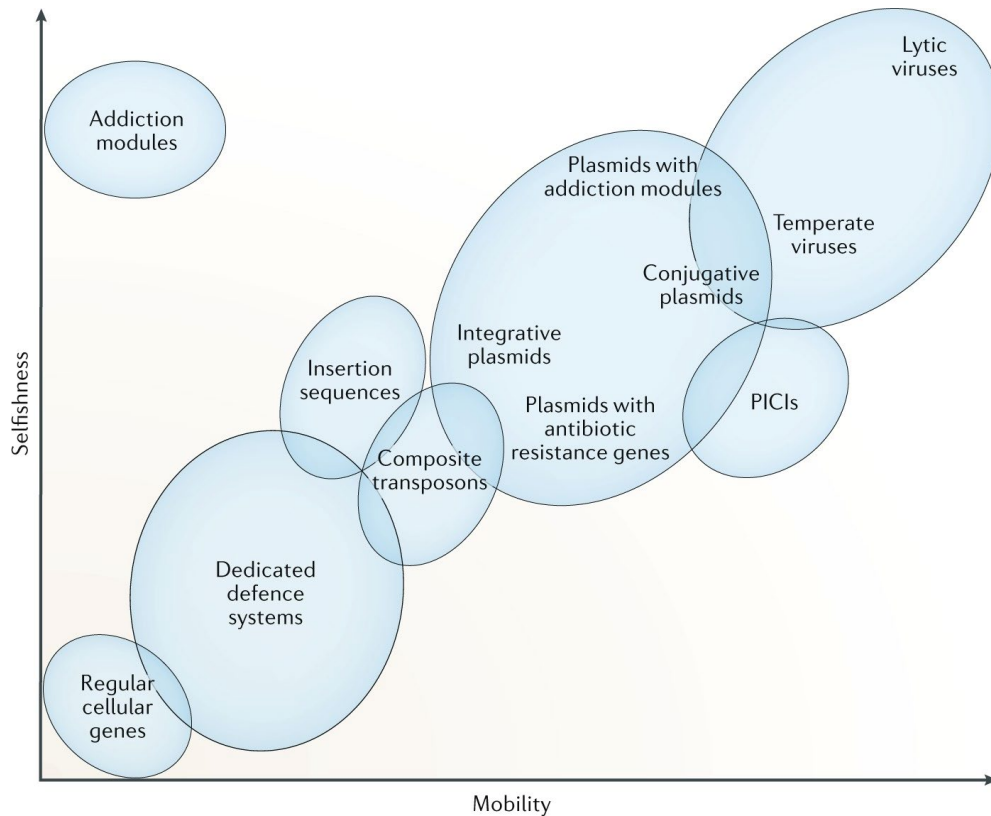 Lytic
viruses
Addiction
modules
Plasmids with
addiction modules
Temperate
viruses
Conjugative
plasmids
Integrative
plasmids
Insertion
sequences
PICIs
Plasmids with
antibiotic
resistance genes
Composite
transposons
Dedicated
defence
systems
Regular
cellular
genes
Selfishness
Mobility